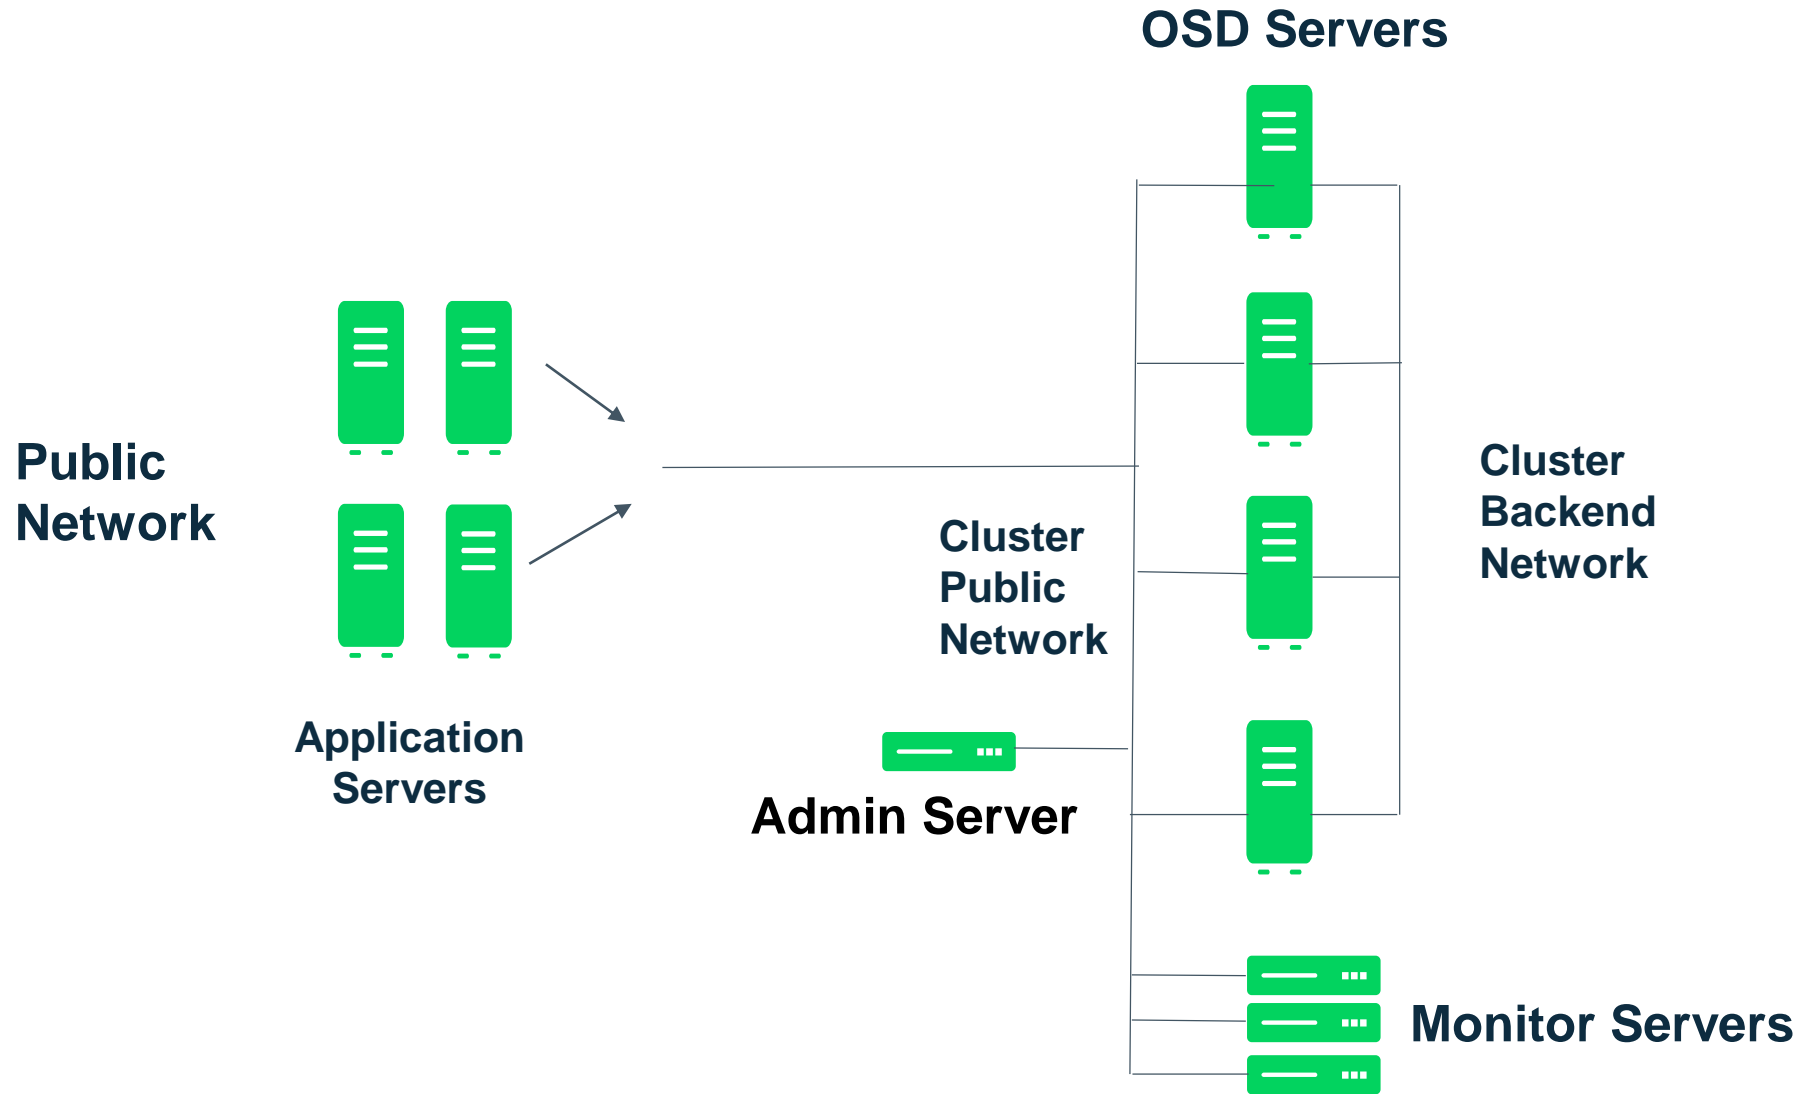 OSD Servers
Public
Network
Cluster
Backend
Network
Cluster
Public
Network
Application
Servers
Admin Server
Monitor Servers